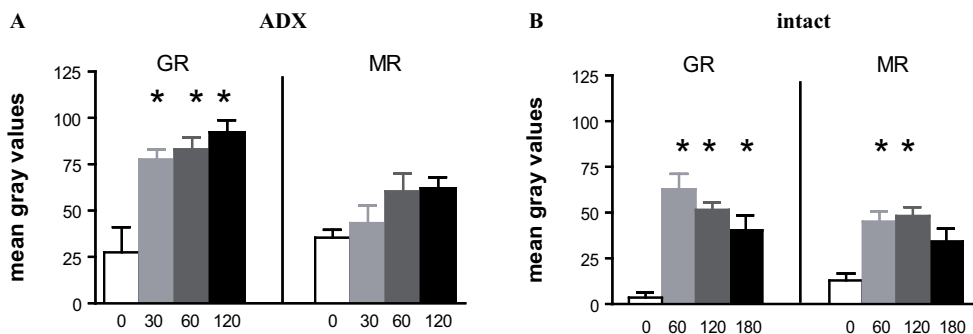 A ADX B intact
GR MR GR MR
125 125
* * * 
100 100
* * * * *
75 75
50 50
25 25
0 0
mean gray values mean gray values
0 30 60 120 0 30 60 120 0 60 120 180 0 60 120 180